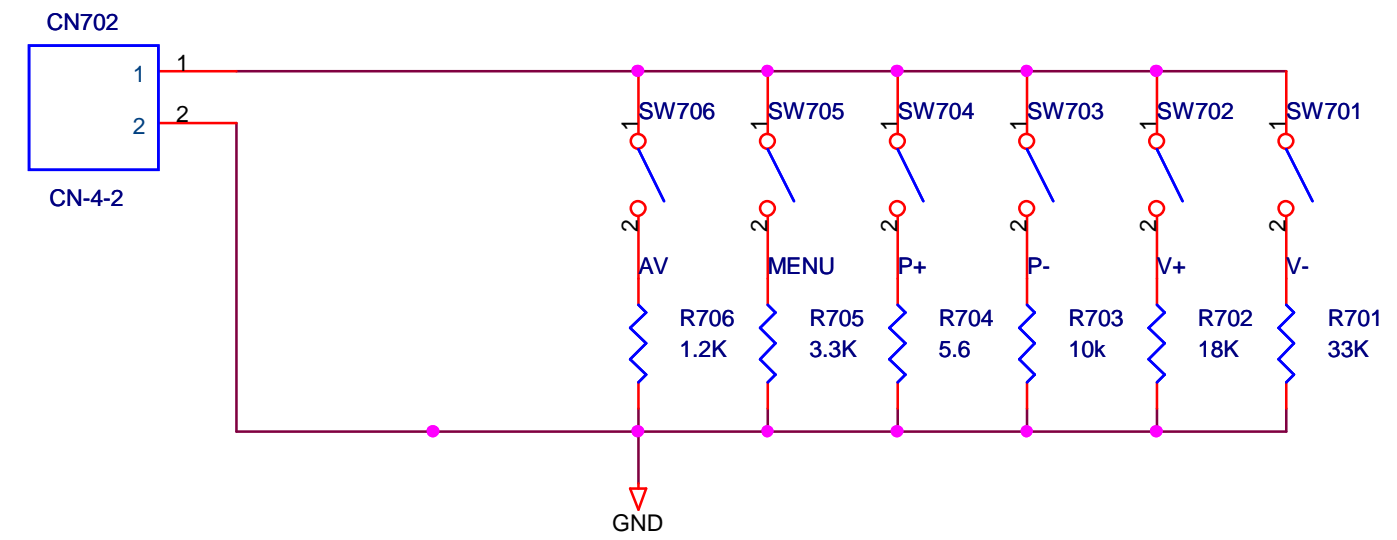 CN702
1 1
2 2
CN-4-2
1 SW706
1 SW705
1 SW704
1 SW703
1 SW702
1 SW701
2
2
2
2
2
2
AV
MENU
P+
P-
V+
V-
R706
1.2K
R705
3.3K
R704
5.6
R703
10k
R702
18K
R701
33K
GND